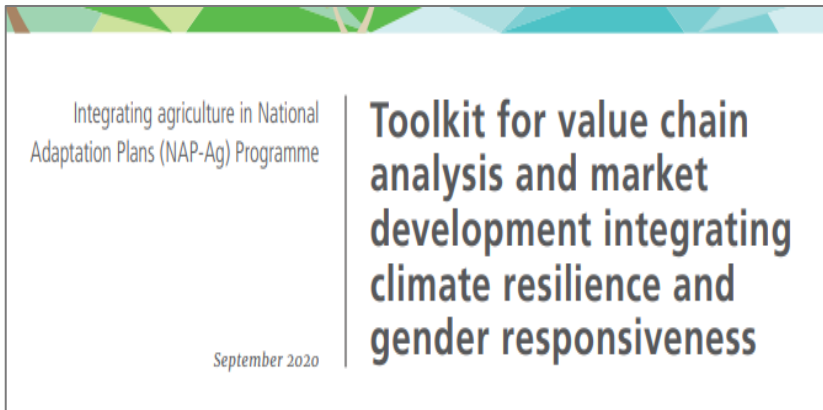 Integrating agriculture in National
Adaptation Plans (NAP-Ag) Programme
September 2020
Toolkit for value chain
analysis and market
development integrating
climate resilience and
gender responsiveness